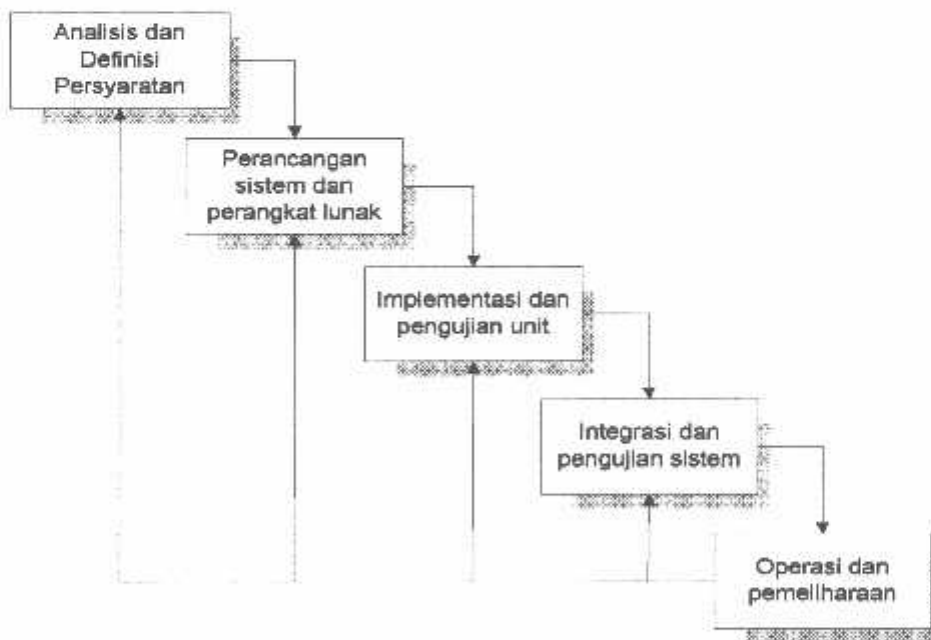 Analisis dan
Definisi
Persyaratan
Perancangan
sistem dan
perangkat lunak
Implementasi dan
pengujian unit
Integrasi dan
pengujian sistem
Operasi dan
pemeliharaan